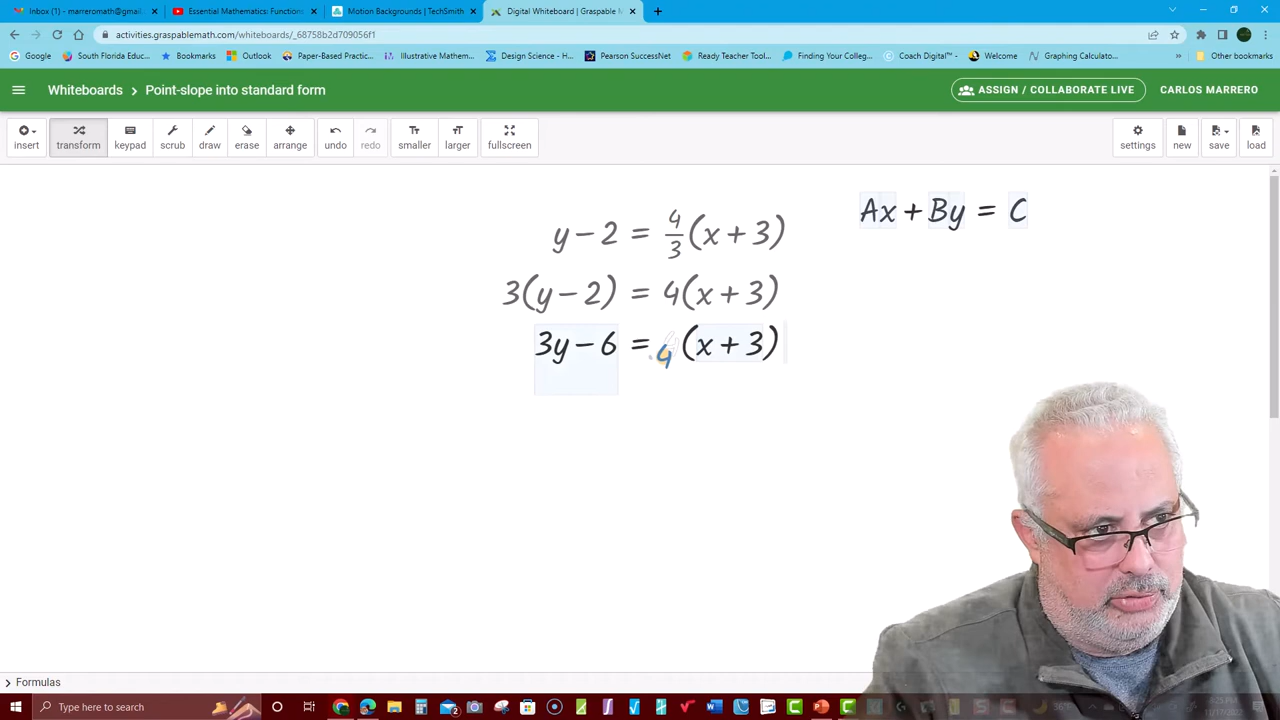 Inbox (1) - marreromath@gmail.
Essential Mathematics: Function
Motion Backgrounds | TechSmith
Digital Whiteboard | Graspable M
activities.graspablemath.com/whiteboards/_68758b2d709056f1
Google
South Florida Educ...
Bookmarks
Outlook
Paper-Based Practic...
Illustrative Mathem...
Design Science - H...
Pearson SuccessNet
Ready Teacher Tool...
Finding Your Colleg...
Coach Digital™ -
Welcome
Graphing Calculato...
Other bookmarks
Whiteboards > Point-slope into standard form
ASSIGN / COLLABORATE LIVE
CARLOS MARRERO
insert
transform
keypad
scrub
draw
erase
arrange
undo
redo
smaller
larger
fullscreen
settings
new
save
load
Ax + By = C
y − 2 = 4/3 (x + 3)
3(y − 2) = 4(x + 3)
3y − 6 = 4 (x + 3)
Formulas
Type here to search
36°F